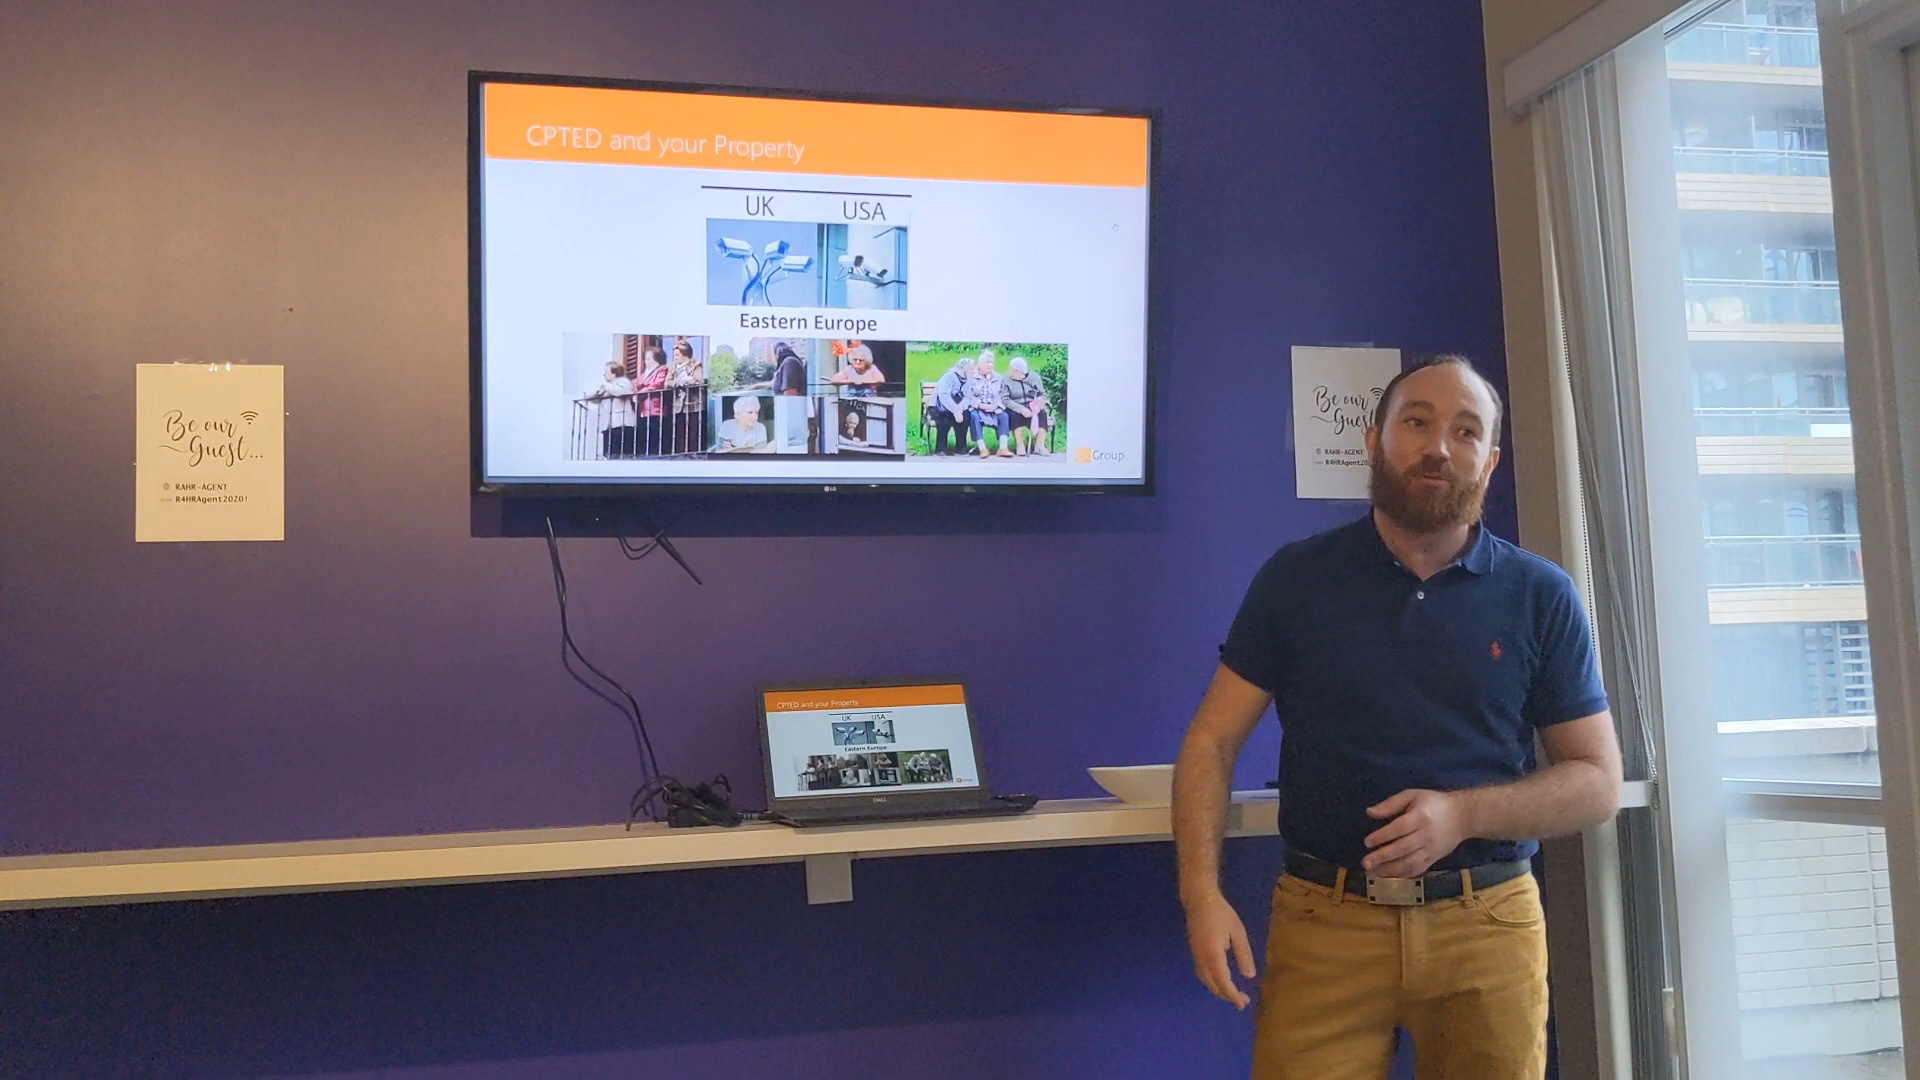 CPTED and your Property
UK USA
Eastern Europe
Group
LG
Be our
Guest...
RAHR-AGENT
R4HRAgent2020!
Be our
Guest
RAHR-AGENT
CPTED and your Property
UK USA
Eastern Europe
DELL